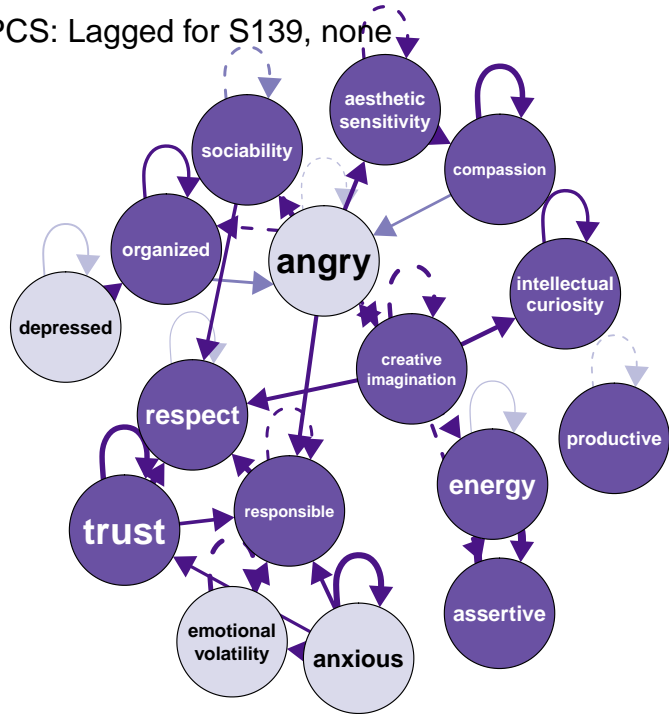 PCS: Lagged for S139, none
aesthetic
sensitivity
sociability
compassion
organized
angry
intellectual
curiosity
depressed
creative
imagination
respect
productive
energy
trust
responsible
assertive
emotional
volatility
anxious